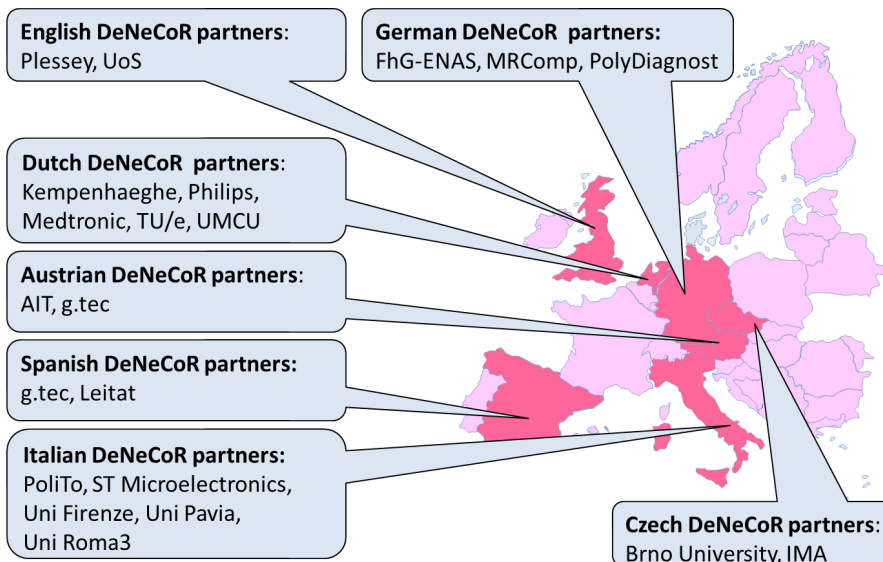 English DeNeCoR partners:
Plessey, UoS
German DeNeCoR partners:
FhG-ENAS, MRComp, PolyDiagnost
Dutch DeNeCoR partners:
Kempenhaeghe, Philips,
Medtronic, TU/e, UMCU
Austrian DeNeCoR partners:
AIT, g.tec
Spanish DeNeCoR partners:
g.tec, Leitat
Italian DeNeCoR partners:
PoliTo, ST Microelectronics,
Uni Firenze, Uni Pavia,
Uni Roma3
Czech DeNeCoR partners:
Brno University, IMA